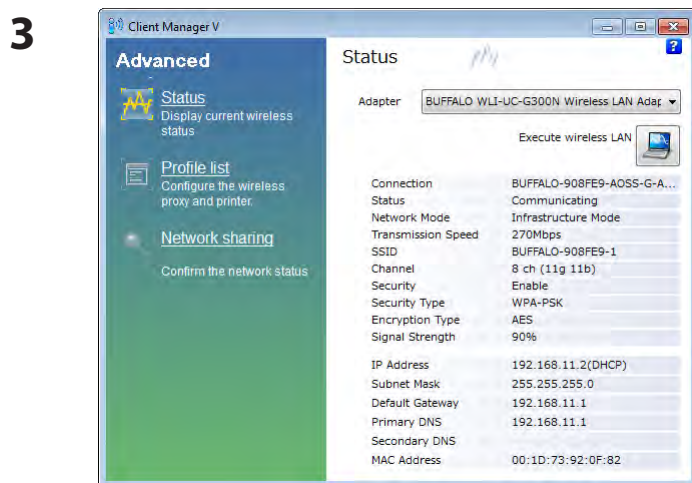 3
Client Manager V
Advanced
Status
Display current wireless
status
Profile list
Configure the wireless
proxy and printer.
Network sharing
Confirm the network status
Status
?
Adapter BUFFALO WLI-UC-G300N Wireless LAN Adap
Execute wireless LAN
Connection BUFFALO-908FE9-AOSS-G-A...
Status Communicating
Network Mode Infrastructure Mode
Transmission Speed 270Mbps
SSID BUFFALO-908FE9-1
Channel 8 ch (11g 11b)
Security Enable
Security Type WPA-PSK
Encryption Type AES
Signal Strength 90%
IP Address 192.168.11.2(DHCP)
Subnet Mask 255.255.255.0
Default Gateway 192.168.11.1
Primary DNS 192.168.11.1
Secondary DNS
MAC Address 00:1D:73:92:0F:82